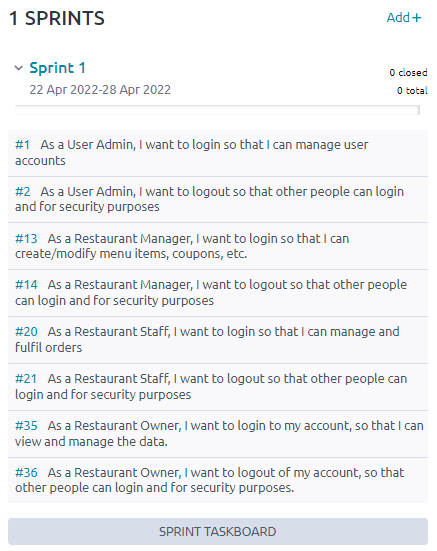 1 SPRINTS
Add+
Sprint 1
0 closed
22 Apr 2022-28 Apr 2022
0 total
#1 As a User Admin, I want to login so that I can manage user
accounts
#2 As a User Admin, I want to logout so that other people can login
and for security purposes
#13 As a Restaurant Manager, I want to login so that I can
create/modify menu items, coupons, etc.
#14 As a Restaurant Manager, I want to logout so that other people
can login and for security purposes
#20 As a Restaurant Staff, I want to login so that I can manage and
fulfil orders
#21 As a Restaurant Staff, I want to logout so that other people can
login and for security purposes
#35 As a Restaurant Owner, I want to login to my account, so that I can
view and manage the data.
#36 As a Restaurant Owner, I want to logout of my account, so that
other people can login and for security purposes.
SPRINT TASKBOARD